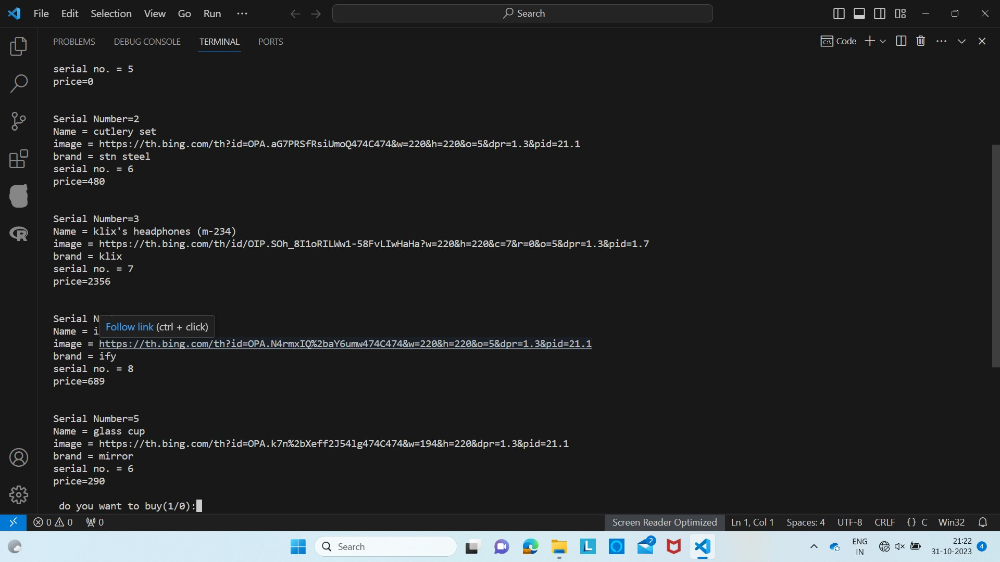 File Edit Selection View Go Run ··· Search
PROBLEMS DEBUG CONSOLE TERMINAL PORTS Code
serial no. = 5
price=0
Serial Number=2
Name = cutlery set
image = https://th.bing.com/th?id=OPA.aG7PRSfRsiUmoQ474C474&w=220&h=220&o=5&dpr=1.3&pid=21.1
brand = stn steel
serial no. = 6
price=480
Serial Number=3
Name = klix's headphones (m-234)
image = https://th.bing.com/th/id/OIP.SOh_8I1oRILWw1-58FvLIwHaHa?w=220&h=220&c=7&r=0&o=5&dpr=1.3&pid=1.7
brand = klix
serial no. = 7
price=2356
Serial
Follow link (ctrl + click)
Name =
image = https://th.bing.com/th?id=OPA.N4rmxIQ%2baY6umw474C474&w=220&h=220&o=5&dpr=1.3&pid=21.1
brand = ify
serial no. = 8
price=689
Serial Number=5
Name = glass cup
image = https://th.bing.com/th?id=OPA.k7n%2bXeff2J54lg474C474&w=194&h=220&dpr=1.3&pid=21.1
brand = mirror
serial no. = 6
price=290
do you want to buy(1/0):
0 0 0 Screen Reader Optimized Ln 1, Col 1 Spaces: 4 UTF-8 CRLF {} C Win32
Search 2 ENG IN 21:22 31-10-2023 4